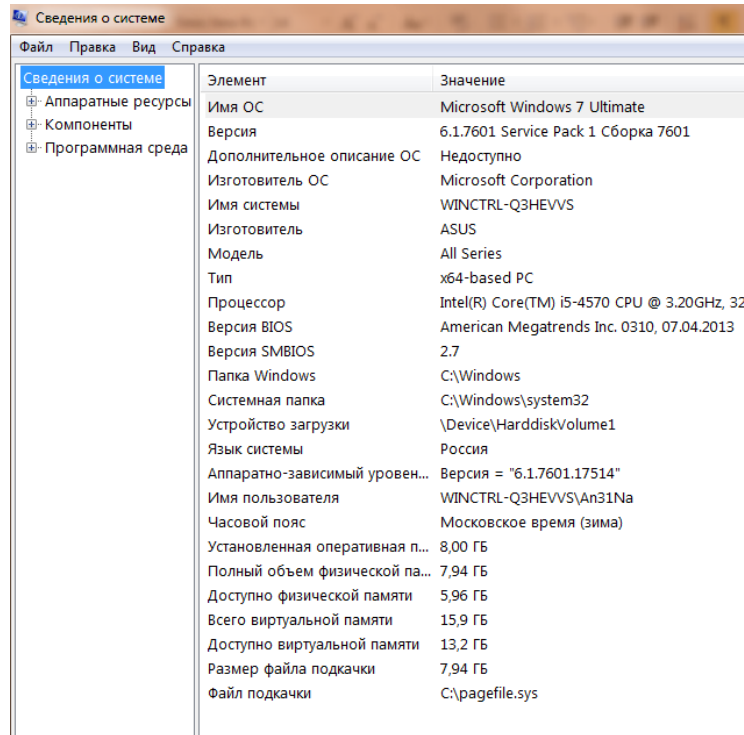 Сведения о системе
Файл Правка Вид Справка
Сведения о системе
Аппаратные ресурсы
Компоненты
Программная среда
Элемент Значение
Имя ОС Microsoft Windows 7 Ultimate
Версия 6.1.7601 Service Pack 1 Сборка 7601
Дополнительное описание ОС Недоступно
Изготовитель ОС Microsoft Corporation
Имя системы WINCTRL-Q3HEVVS
Изготовитель ASUS
Модель All Series
Тип x64-based PC
Процессор Intel(R) Core(TM) i5-4570 CPU @ 3.20GHz, 32
Версия BIOS American Megatrends Inc. 0310, 07.04.2013
Версия SMBIOS 2.7
Папка Windows C:\Windows
Системная папка C:\Windows\system32
Устройство загрузки \Device\HarddiskVolume1
Язык системы Россия
Аппаратно-зависимый уровен... Версия = "6.1.7601.17514"
Имя пользователя WINCTRL-Q3HEVVS\An31Na
Часовой пояс Московское время (зима)
Установленная оперативная п... 8,00 ГБ
Полный объем физической па... 7,94 ГБ
Доступно физической памяти 5,96 ГБ
Всего виртуальной памяти 15,9 ГБ
Доступно виртуальной памяти 13,2 ГБ
Размер файла подкачки 7,94 ГБ
Файл подкачки C:\pagefile.sys